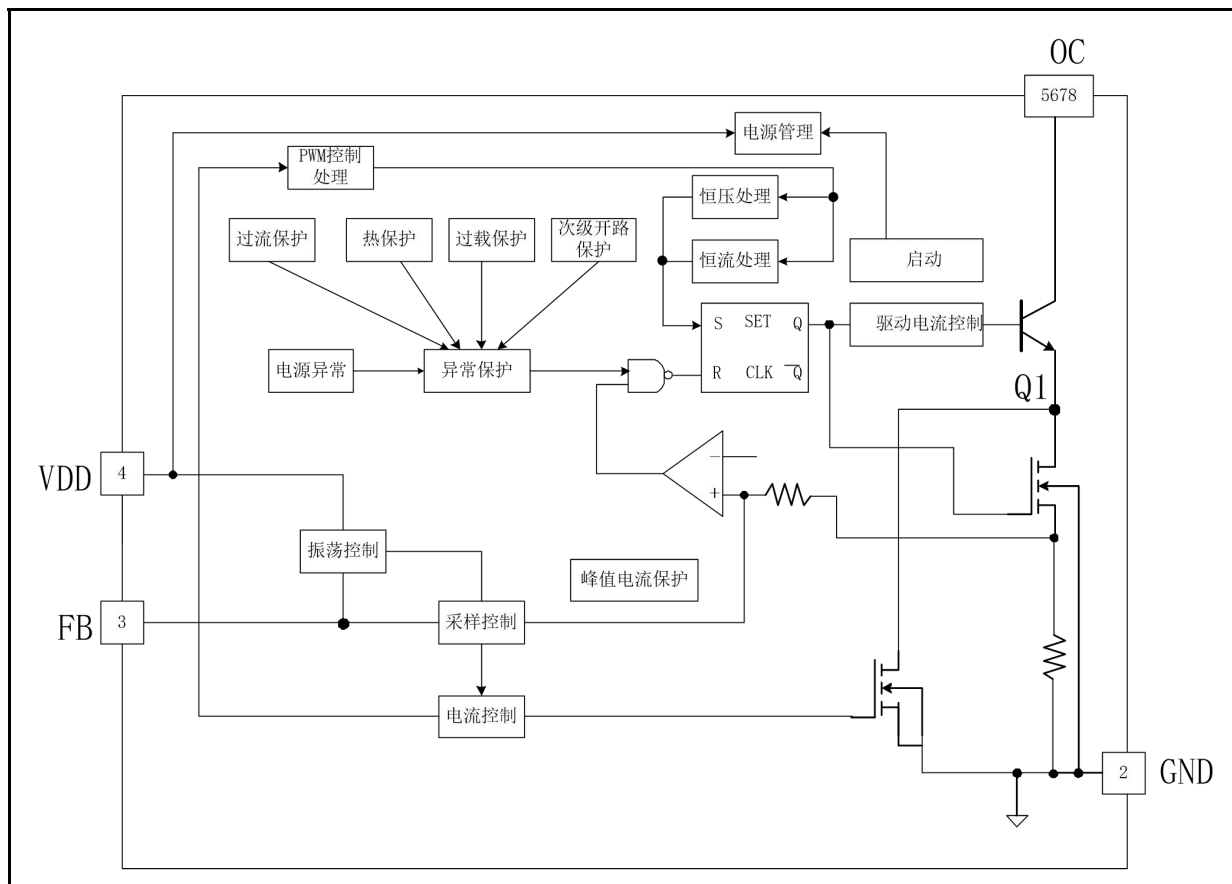 OC
5678
电源管理
PWM控制
处理
恒压处理
过流保护
热保护
过载保护
次级开路
保护
恒流处理
启动
S SET Q
驱动电流控制
电源异常
异常保护
R CLK Q
Q1
VDD
4
−
+
振荡控制
峰值电流保护
FB
3
采样控制
电流控制
2
GND